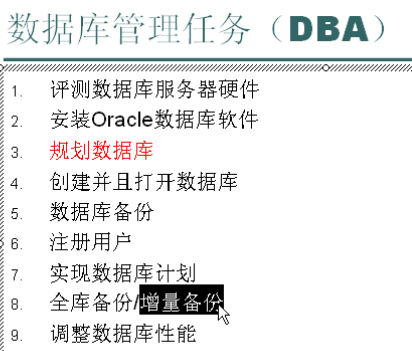 数据库管理任务（DBA）
1. 评测数据库服务器硬件
2. 安装Oracle数据库软件
3. 规划数据库
4. 创建并且打开数据库
5. 数据库备份
6. 注册用户
7. 实现数据库计划
8. 全库备份/增量备份
9. 调整数据库性能